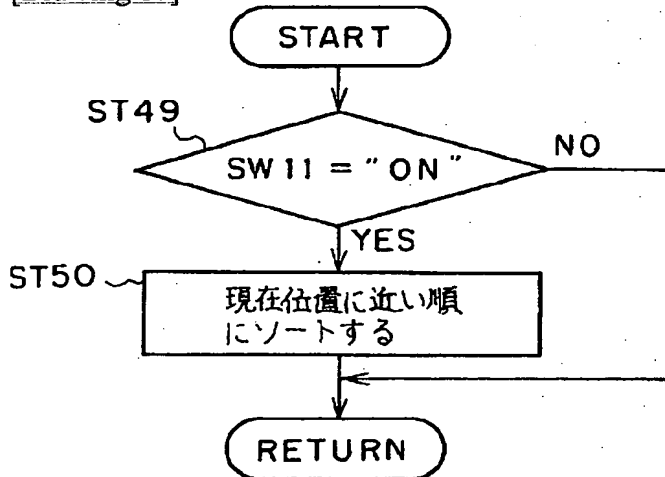 START
ST49
SW11 = "ON"
NO
YES
ST50
現在位置に近い順
にソートする
RETURN